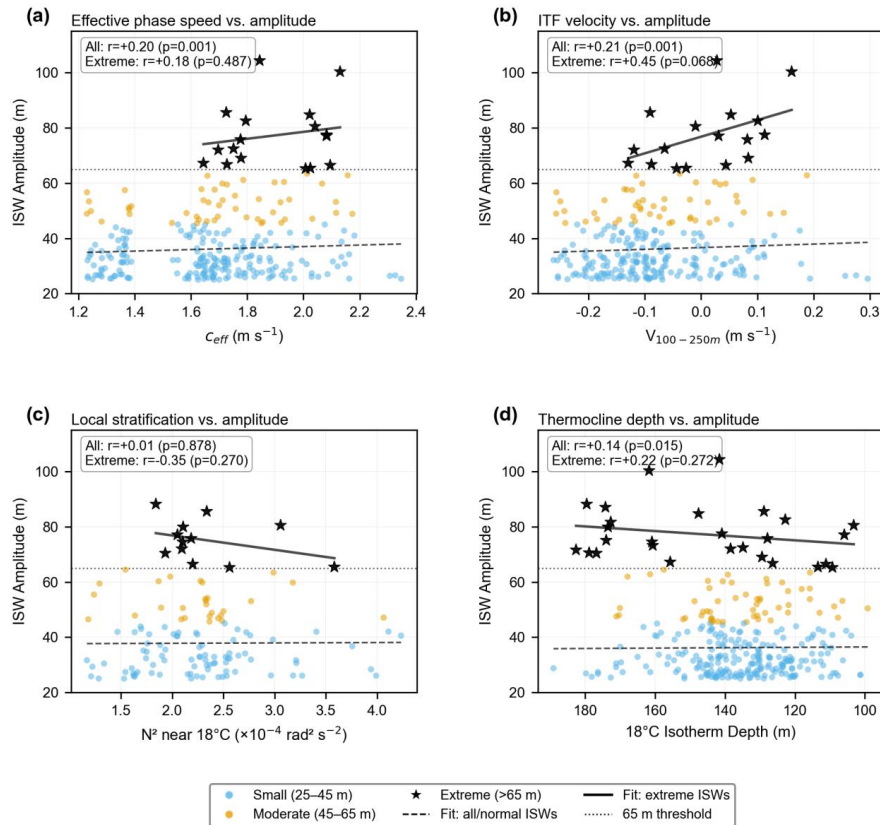 (a)
Effective phase speed vs. amplitude
All: r=+0.20 (p=0.001)
Extreme: r=+0.18 (p=0.487)
ISW Amplitude (m)
100
80
60
40
20
1.2 1.4 1.6 1.8 2.0 2.2 2.4
c_eff (m s⁻¹)
(b)
ITF velocity vs. amplitude
All: r=+0.21 (p=0.001)
Extreme: r=+0.45 (p=0.068)
ISW Amplitude (m)
100
80
60
40
20
-0.2 -0.1 0.0 0.1 0.2 0.3
V₁₀₀₋₂₅₀ₘ (m s⁻¹)
(c)
Local stratification vs. amplitude
All: r=+0.01 (p=0.878)
Extreme: r=-0.35 (p=0.270)
ISW Amplitude (m)
100
80
60
40
20
1.5 2.0 2.5 3.0 3.5 4.0
N² near 18°C (×10⁻⁴ rad² s⁻²)
(d)
Thermocline depth vs. amplitude
All: r=+0.14 (p=0.015)
Extreme: r=+0.22 (p=0.272)
ISW Amplitude (m)
100
80
60
40
20
180 160 140 120 100
18°C Isotherm Depth (m)
Small (25–45 m) Extreme (>65 m) Fit: extreme ISWs
Moderate (45–65 m) Fit: all/normal ISWs 65 m threshold